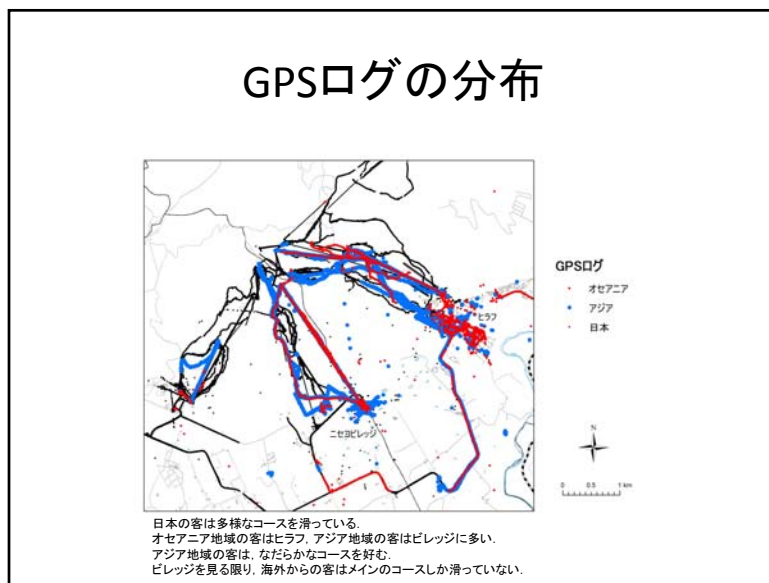 GPSログの分布
GPSログ
オセアニア
アジア
日本
ヒラフ
ニセコビレッジ
N
0 0.5 1 km
日本の客は多様なコースを滑っている.
オセアニア地域の客はヒラフ, アジア地域の客はビレッジに多い.
アジア地域の客は, なだらかなコースを好む.
ビレッジを見る限り, 海外からの客はメインのコースしか滑っていない.